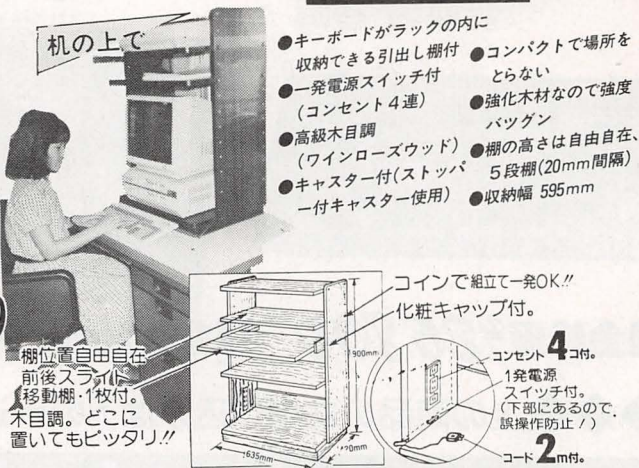 机の上で
●キーボードがラックの内に
収納できる引出し棚付
●一発電源スイッチ付
(コンセント4連)
●高級木目調
(ワインローズウッド)
●キャスター付(ストッパ
ー付キャスター使用)
●コンパクトで場所を
とらない
●強化木材なので強度
バツグン
●棚の高さは自由自在、
5段棚(20mm間隔)
●収納幅 595mm
コインで組立て一発OK.!!
化粧キャップ付。
棚位置自由自在
前後スライド
移動棚・1枚付。
木目調。どこに
置いてもピッタリ.!!
900mm
635mm
コンセント4コ付。
1発電源
スイッチ付。
(下部にあるので、
誤操作防止！)
コード2m付。